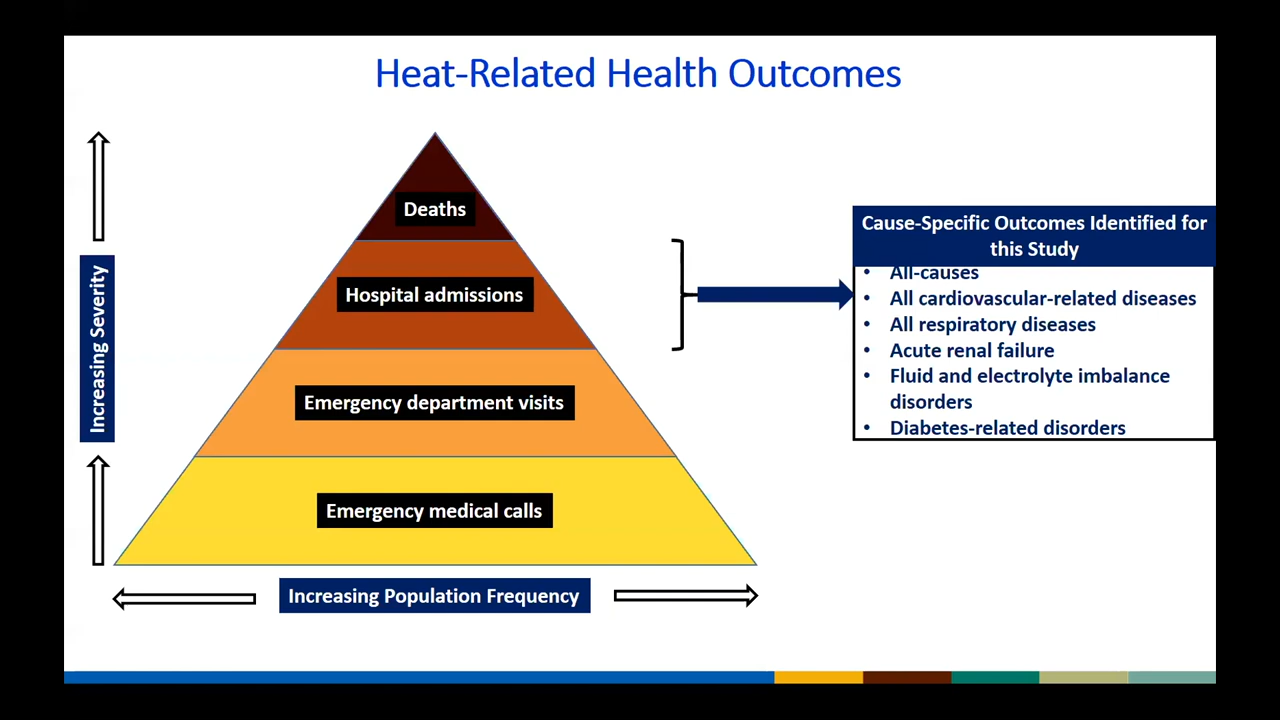 Heat-Related Health Outcomes
Increasing Severity
Deaths
Hospital admissions
Emergency department visits
Emergency medical calls
Increasing Population Frequency
Cause-Specific Outcomes Identified for
this Study
• All-causes
• All cardiovascular-related diseases
• All respiratory diseases
• Acute renal failure
• Fluid and electrolyte imbalance
disorders
• Diabetes-related disorders